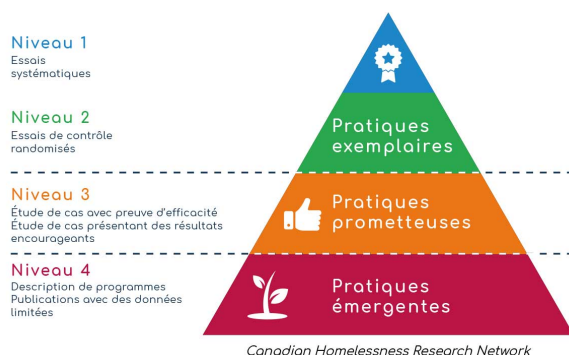 Niveau 1
Essais
systématiques
Niveau 2
Essais de contrôle
randomisés
Pratiques
exemplaires
Niveau 3
Étude de cas avec preuve d'efficacité
Étude de cas présentant des résultats
encourageants
Pratiques
prometteuses
Niveau 4
Description de programmes
Publications avec des données
limitées
Pratiques
émergentes
Canadian Homelessness Research Network